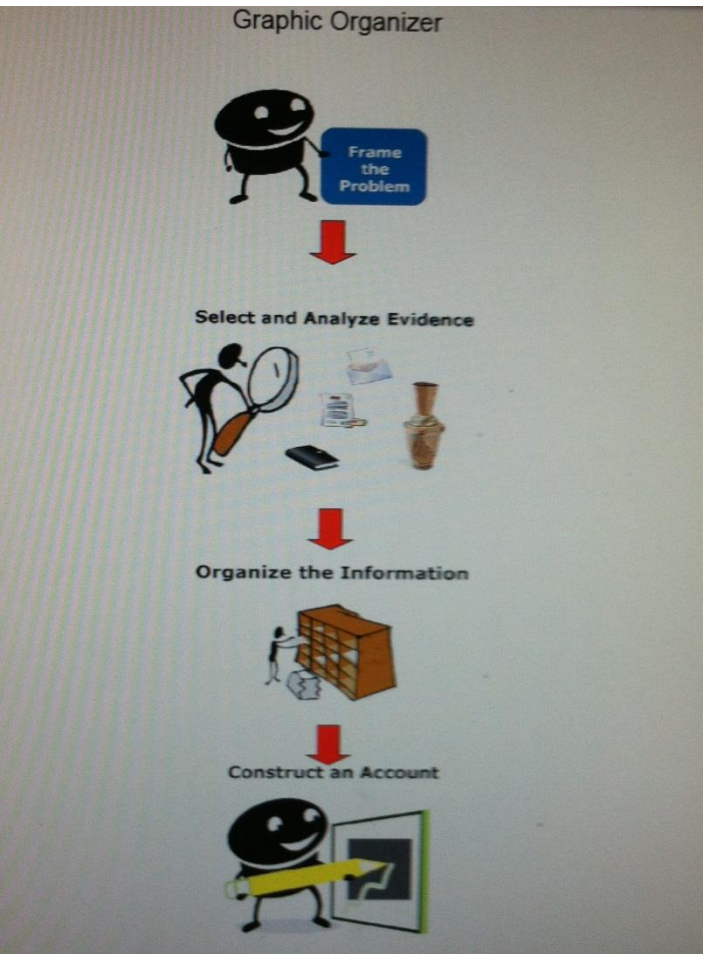 Graphic Organizer
Frame
the
Problem
Select and Analyze Evidence
Organize the Information
Construct an Account